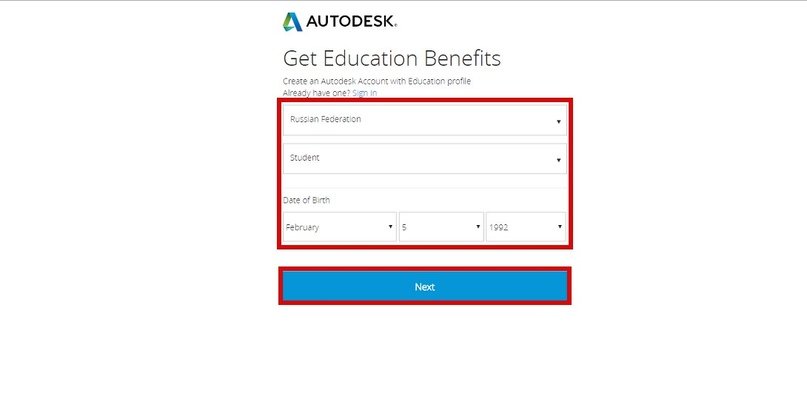 AUTODESK.
Get Education Benefits
Create an Autodesk Account with Education profile
Already have one? Sign in
Russian Federation
Student
Date of Birth
February 5 1992
Next